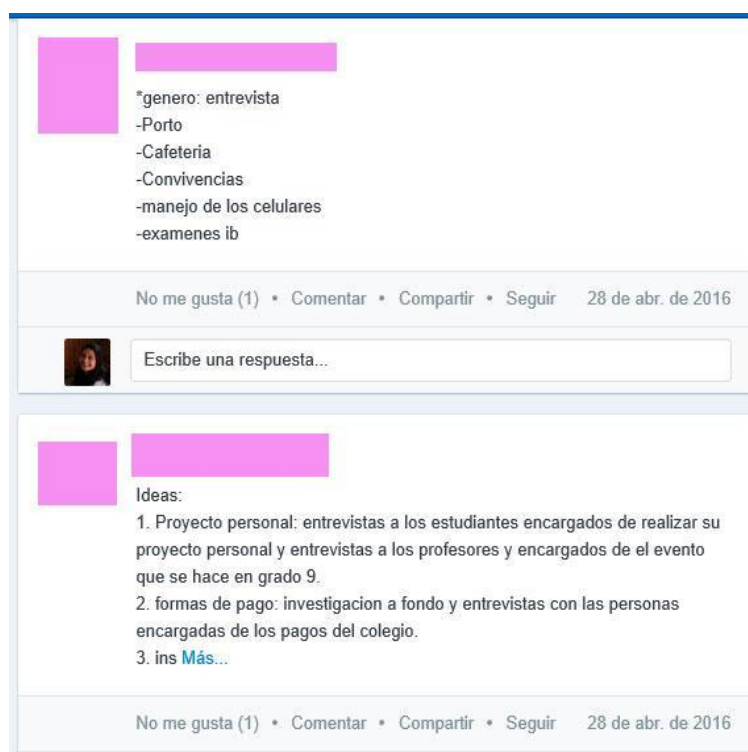 *genero: entrevista
-Porto
-Cafeteria
-Convivencias
-manejo de los celulares
-examenes ib
No me gusta (1) • Comentar • Compartir • Seguir 28 de abr. de 2016
Escribe una respuesta...
Ideas:
1. Proyecto personal: entrevistas a los estudiantes encargados de realizar su
proyecto personal y entrevistas a los profesores y encargados de el evento
que se hace en grado 9.
2. formas de pago: investigacion a fondo y entrevistas con las personas
encargadas de los pagos del colegio.
3. ins Más...
No me gusta (1) • Comentar • Compartir • Seguir 28 de abr. de 2016